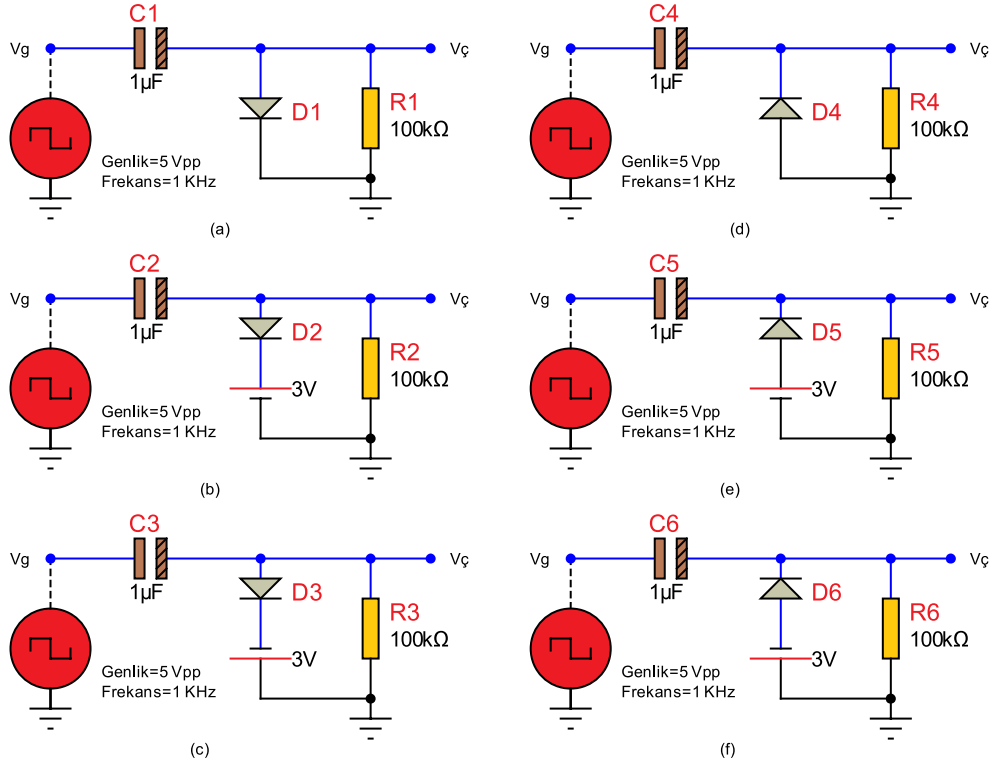 C1
Vg
Vç
1µF
D1
R1
100kΩ
Genlik=5 Vpp
Frekans=1 KHz
(a)
C4
Vg
Vç
1µF
D4
R4
100kΩ
Genlik=5 Vpp
Frekans=1 KHz
(d)
C2
Vg
Vç
1µF
D2
R2
100kΩ
3V
Genlik=5 Vpp
Frekans=1 KHz
(b)
C5
Vg
Vç
1µF
D5
R5
100kΩ
3V
Genlik=5 Vpp
Frekans=1 KHz
(e)
C3
Vg
Vç
1µF
D3
R3
100kΩ
3V
Genlik=5 Vpp
Frekans=1 KHz
(c)
C6
Vg
Vç
1µF
D6
R6
100kΩ
3V
Genlik=5 Vpp
Frekans=1 KHz
(f)